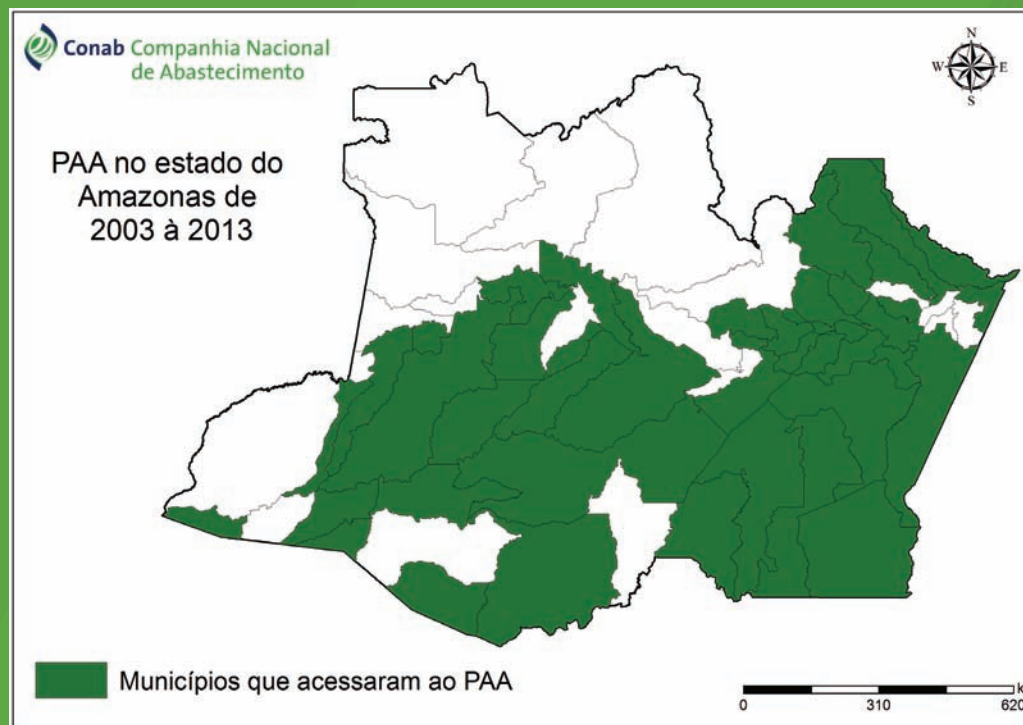 Conab Companhia Nacional
de Abastecimento
N
W E
S
PAA no estado do
Amazonas de
2003 à 2013
Municípios que acessaram ao PAA
k
0 310 620